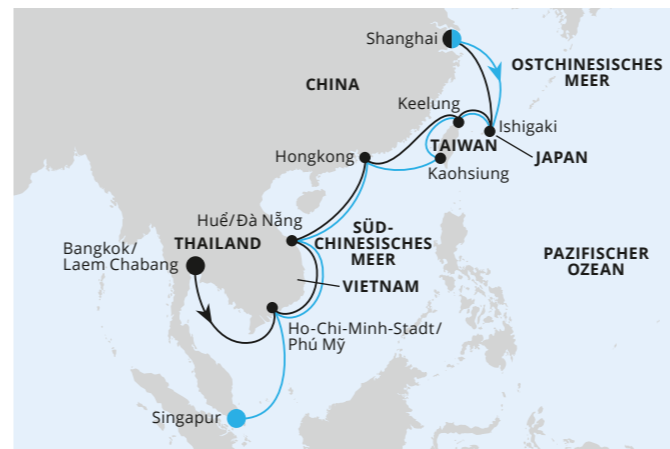 Shanghai
OSTCHINESISCHES
MEER
CHINA
Keelung
Ishigaki
TAIWAN
JAPAN
Hongkong
Kaohsiung
Huể/Đà Nẵng
SÜD-
CHINESISCHES
MEER
THAILAND
Bangkok/
Laem Chabang
PAZIFISCHER
OZEAN
VIETNAM
Ho-Chi-Minh-Stadt/
Phú Mỹ
Singapur